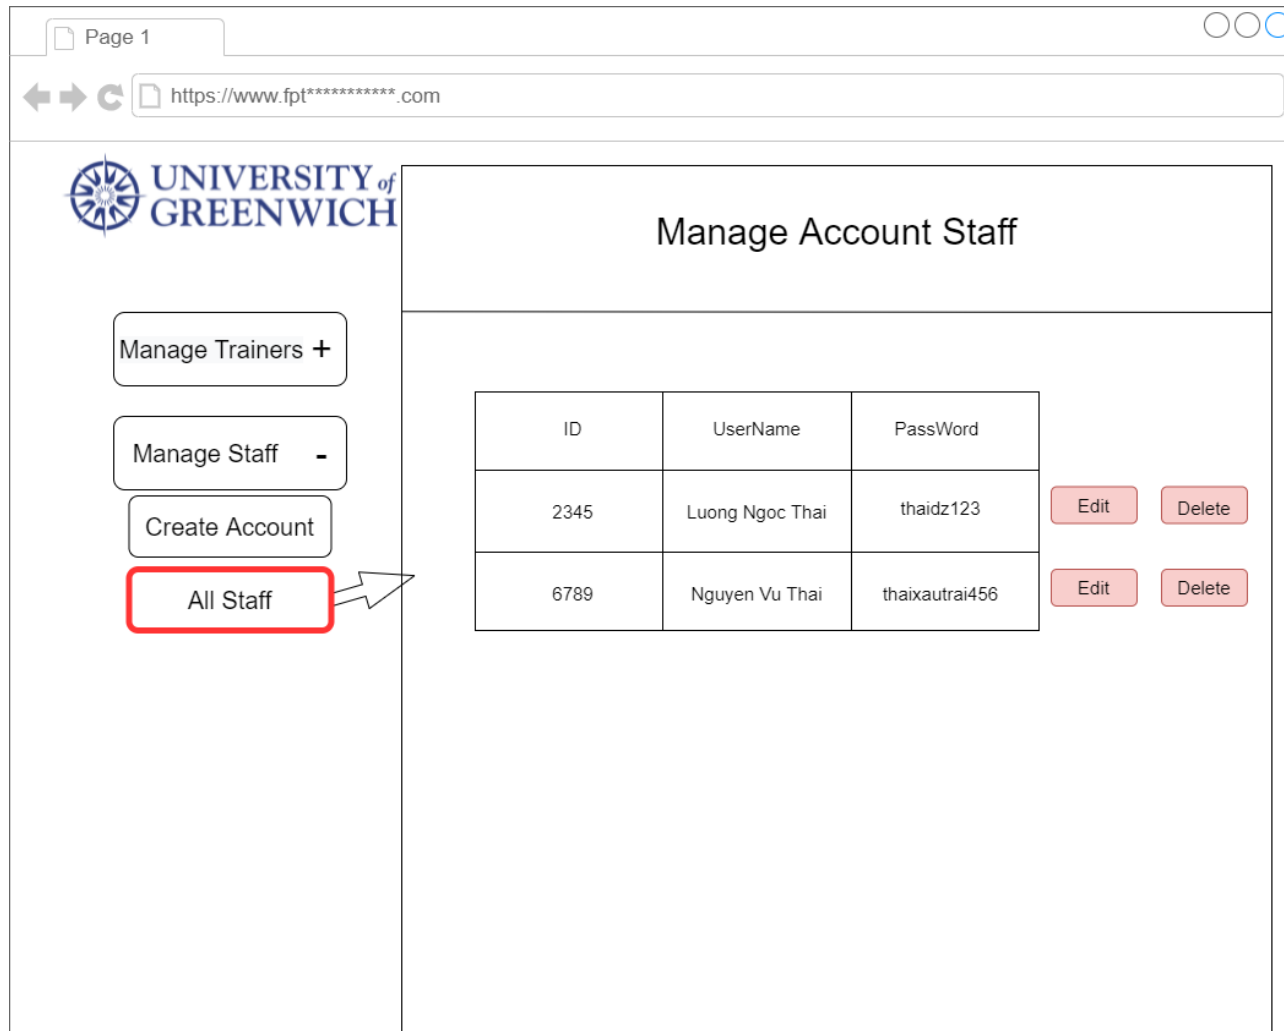 Page 1
https://www.fpt***********.com
UNIVERSITY of
GREENWICH
Manage Account Staff
Manage Trainers +
Manage Staff -
Create Account
All Staff
ID UserName PassWord
2345 Luong Ngoc Thai thaidz123 Edit Delete
6789 Nguyen Vu Thai thaixautrai456 Edit Delete